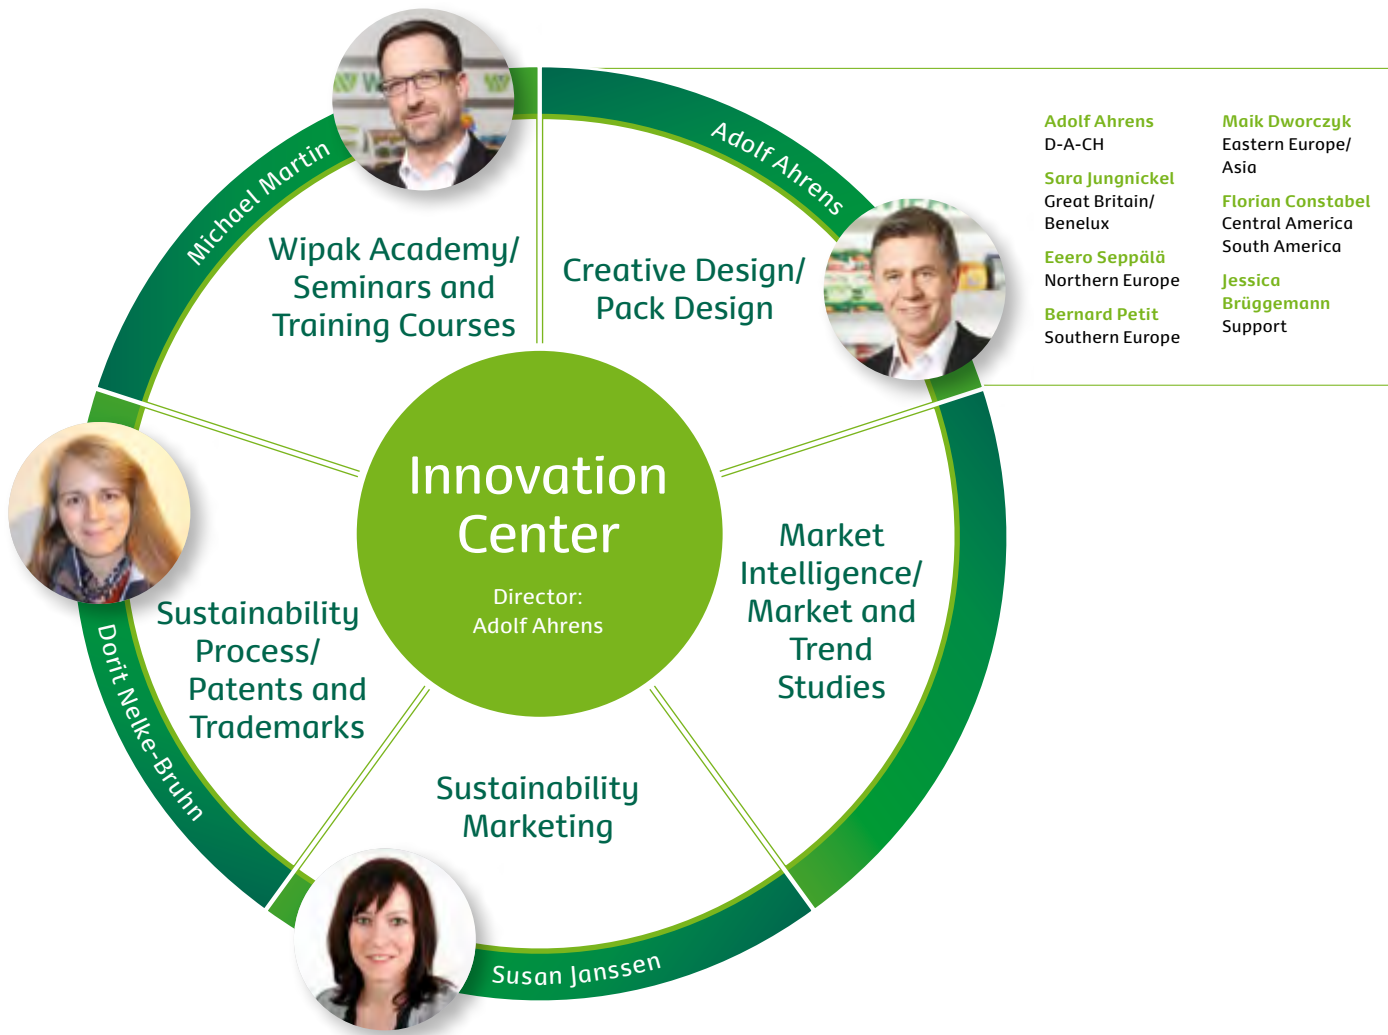 Michael Martin
Wipak Academy/
Seminars and
Training Courses
Adolf Ahrens
Creative Design/
Pack Design
Adolf Ahrens
D-A-CH
Sara Jungnickel
Great Britain/
Benelux
Eeero Seppälä
Northern Europe
Bernard Petit
Southern Europe
Maik Dworczyk
Eastern Europe/
Asia
Florian Constabel
Central America
South America
Jessica
Brüggemann
Support
Innovation
Center
Director:
Adolf Ahrens
Market
Intelligence/
Market and
Trend
Studies
Sustainability
Process/
Patents and
Trademarks
Dorit Nelke-Bruhn
Sustainability
Marketing
Susan Janssen